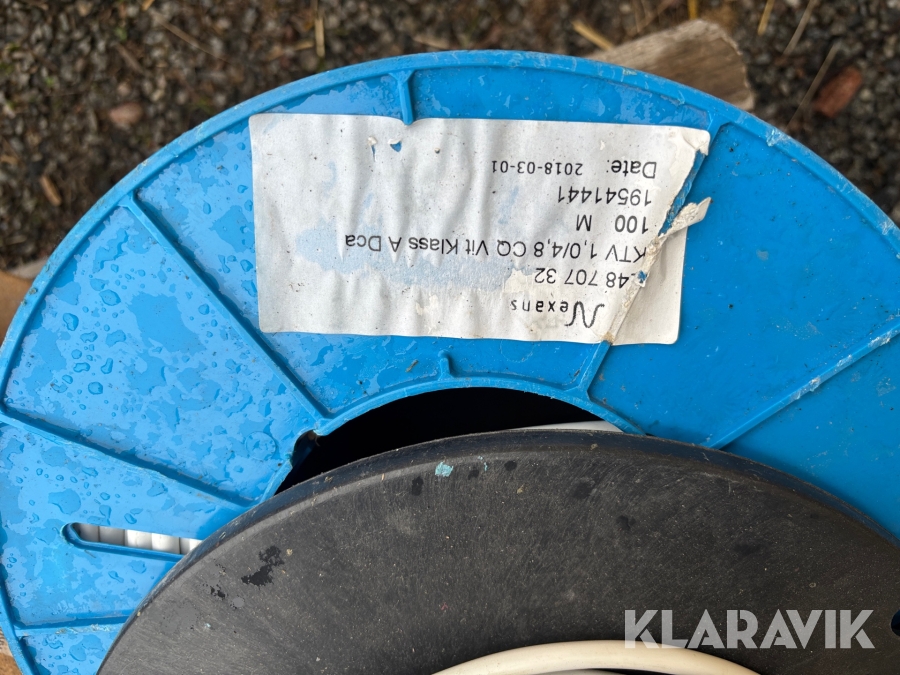 Nexans
48 707 32
KTV 1,0/4,8 CQ Vit Klass A Dca
100 M
19541441
Date: 2018-03-01
KLARAVIK